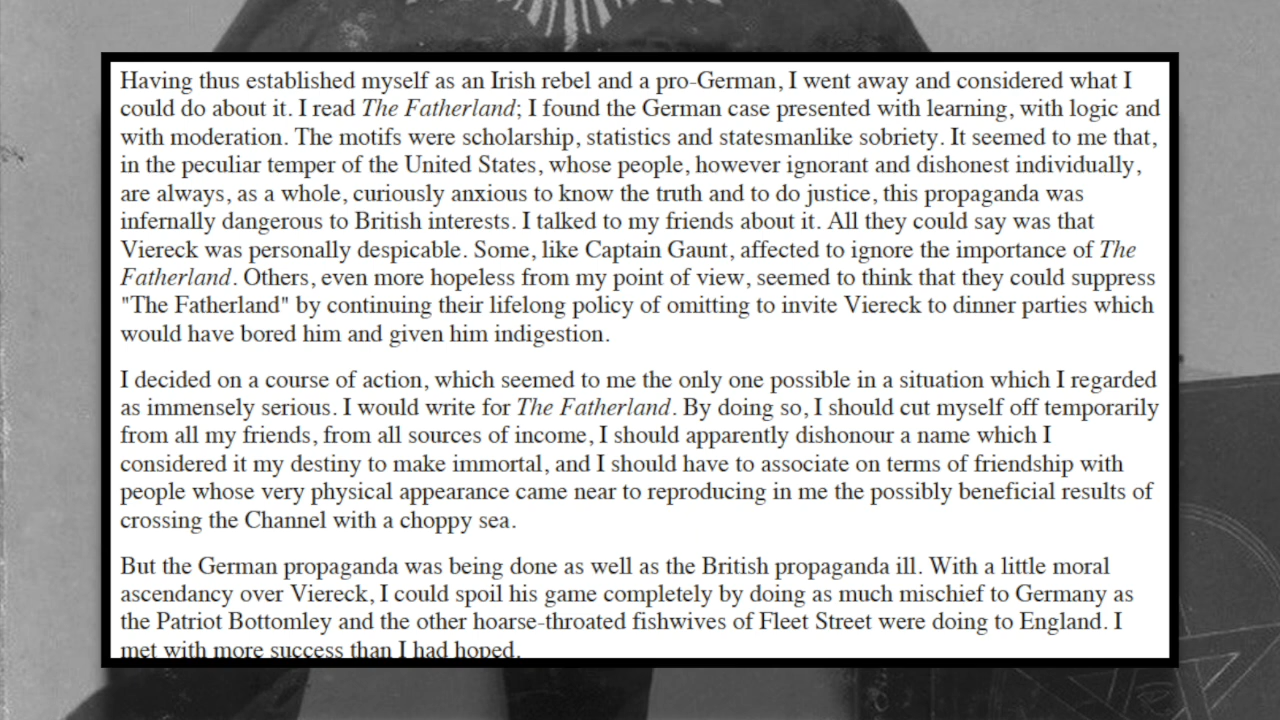 Having thus established myself as an Irish rebel and a pro-German, I went away and considered what I
could do about it. I read The Fatherland; I found the German case presented with learning, with logic and
with moderation. The motifs were scholarship, statistics and statesmanlike sobriety. It seemed to me that,
in the peculiar temper of the United States, whose people, however ignorant and dishonest individually,
are always, as a whole, curiously anxious to know the truth and to do justice, this propaganda was
infernally dangerous to British interests. I talked to my friends about it. All they could say was that
Viereck was personally despicable. Some, like Captain Gaunt, affected to ignore the importance of The
Fatherland. Others, even more hopeless from my point of view, seemed to think that they could suppress
"The Fatherland" by continuing their lifelong policy of omitting to invite Viereck to dinner parties which
would have bored him and given him indigestion.
I decided on a course of action, which seemed to me the only one possible in a situation which I regarded
as immensely serious. I would write for The Fatherland. By doing so, I should cut myself off temporarily
from all my friends, from all sources of income, I should apparently dishonour a name which I
considered it my destiny to make immortal, and I should have to associate on terms of friendship with
people whose very physical appearance came near to reproducing in me the possibly beneficial results of
crossing the Channel with a choppy sea.
But the German propaganda was being done as well as the British propaganda ill. With a little moral
ascendancy over Viereck, I could spoil his game completely by doing as much mischief to Germany as
the Patriot Bottomley and the other hoarse-throated fishwives of Fleet Street were doing to England. I
met with more success than I had hoped.